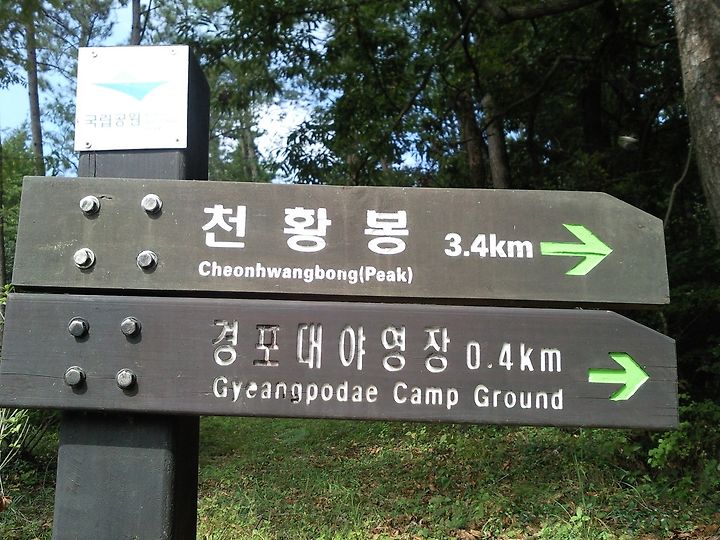 국립공원
천황봉 3.4km
Cheonhwangbong(Peak)
경포대야영장 0.4km
Gyeangpodae Camp Ground